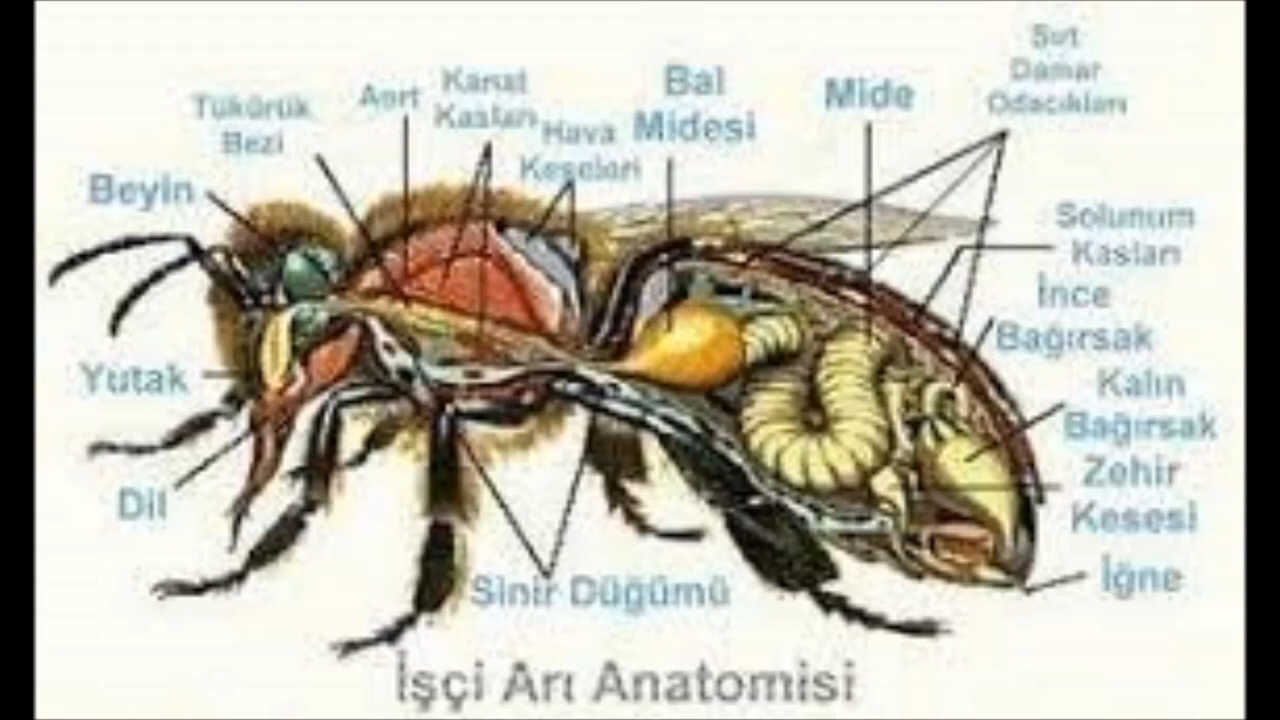 Tükürük
Bezi
Aort
Kanat
Kasları
Hava
Keseleri
Bal
Midesi
Mide
Sırt
Damar
Odacıkları
Beyin
Solunum
Kasları
İnce
Bağırsak
Yutak
Kalın
Bağırsak
Zehir
Kesesi
Dil
İğne
Sinir Düğümü
İşçi Arı Anatomisi